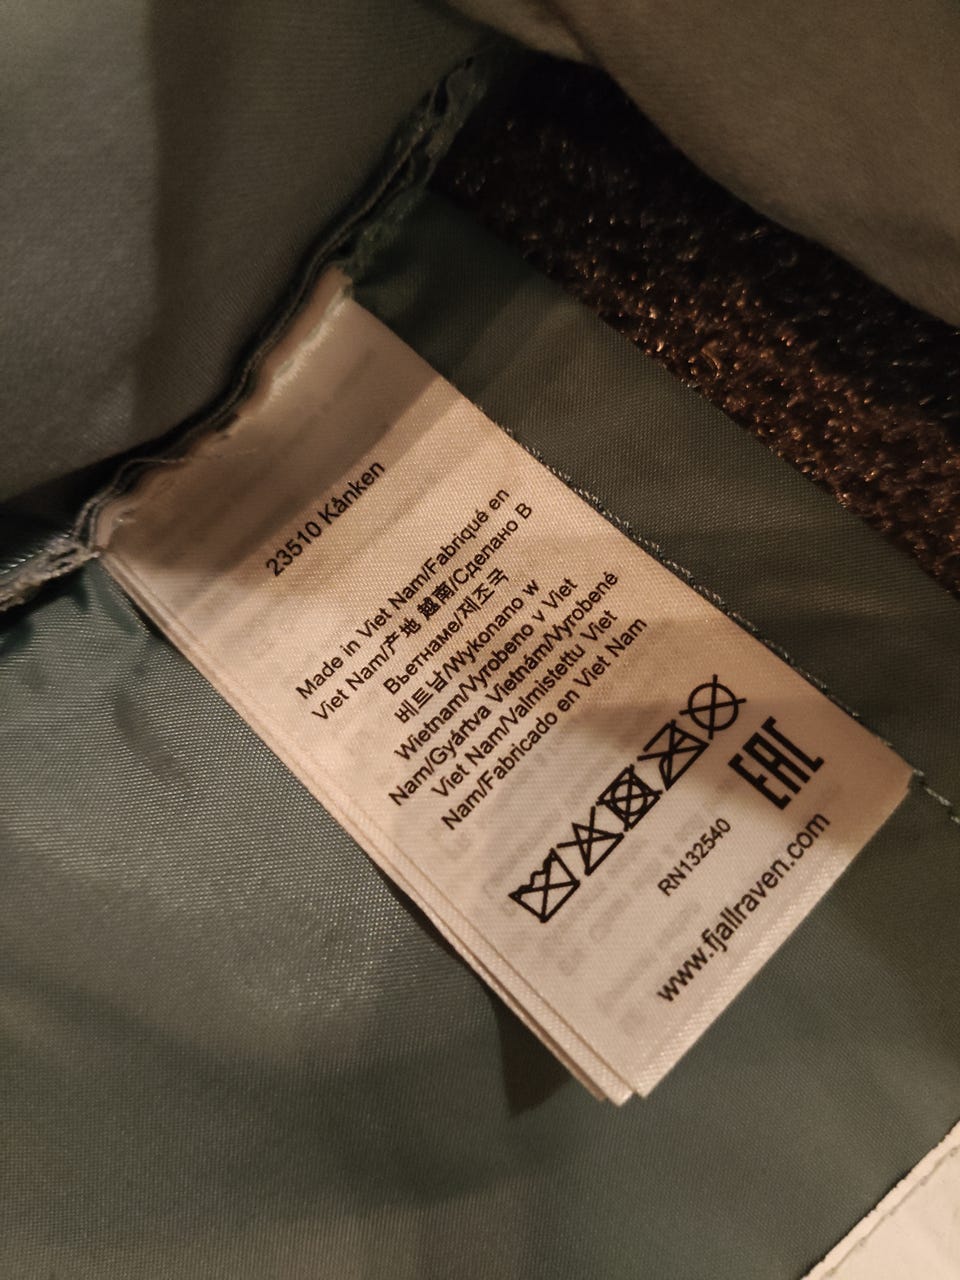 23510 Kånken
Made in Viet Nam/Fabriqué en
Viet Nam/产地 越南/Сделано В
Вьетнаме/제조국
베트남/Wykonano w
Wietnam/Vyrobeno v Viet
Nam/Gyártva Vietnám/Vyrobené
Viet Nam/Valmistettu Viet
Nam/Fabricado en Viet Nam
EAC
RN132540
www.fjallraven.com